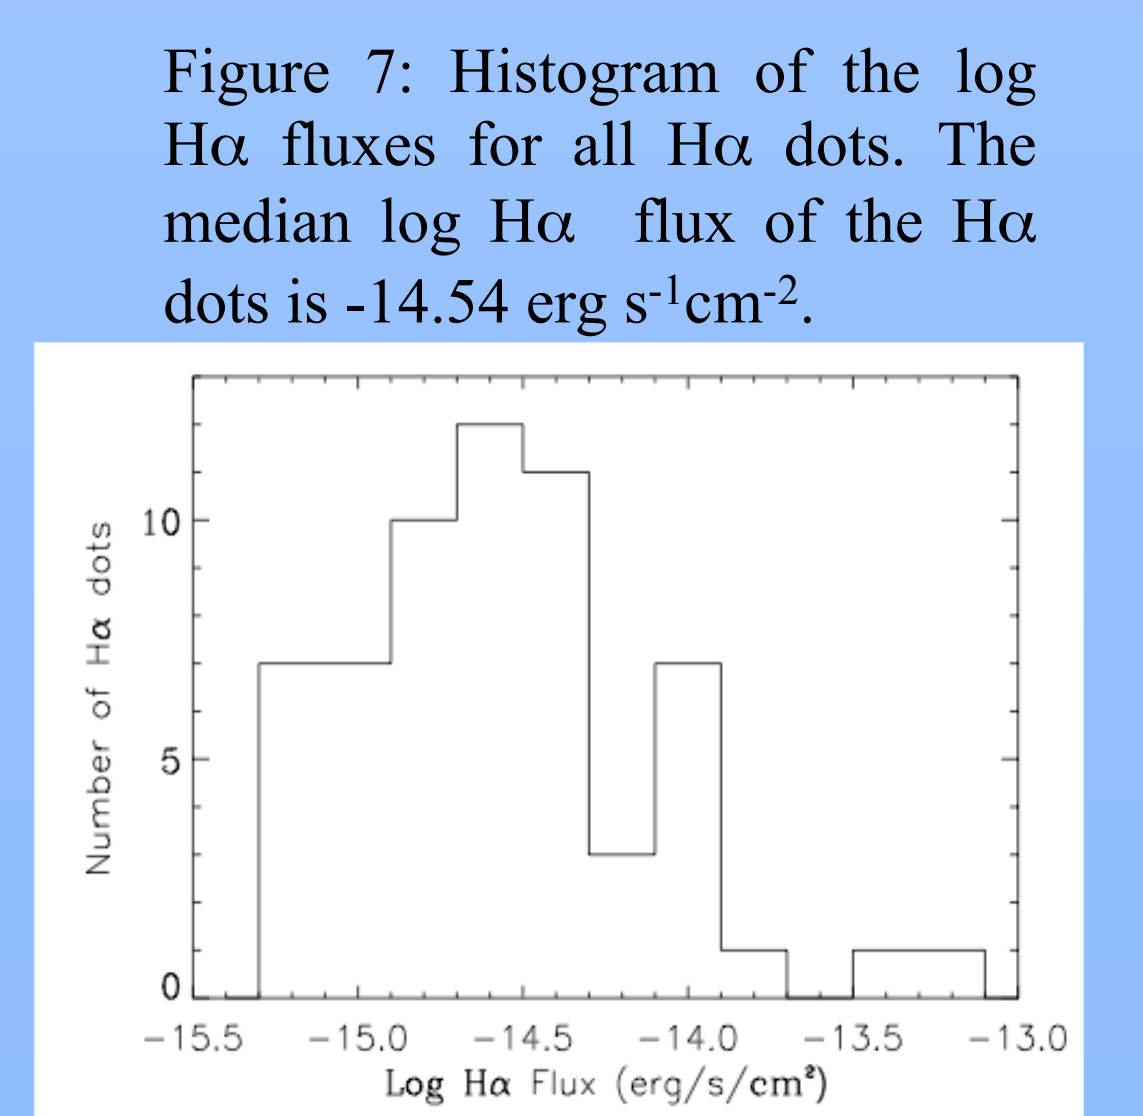 Figure 7: Histogram of the log
Hα fluxes for all Hα dots. The
median log Hα flux of the Hα
dots is -14.54 erg s⁻¹cm⁻².
Number of Hα dots
10
5
0
−15.5 −15.0 −14.5 −14.0 −13.5 −13.0
Log Hα Flux (erg/s/cm²)